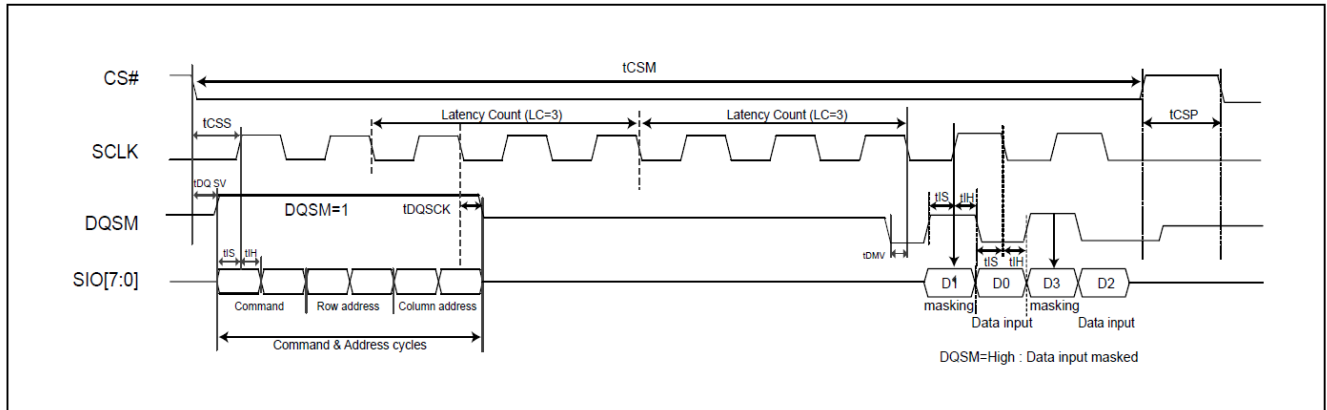 tCSM
CS#
tCSP
tCSS
Latency Count (LC=3)
Latency Count (LC=3)
SCLK
tDQ SV
DQSM=1
tDQSCK
tIS
tIH
DQSM
tDMV
tIS
tIH
tIS
tIH
SIO[7:0]
D1
D0
D3
D2
Command
Row address
Column address
masking
masking
Data input
Data input
Command & Address cycles
DQSM=High : Data input masked